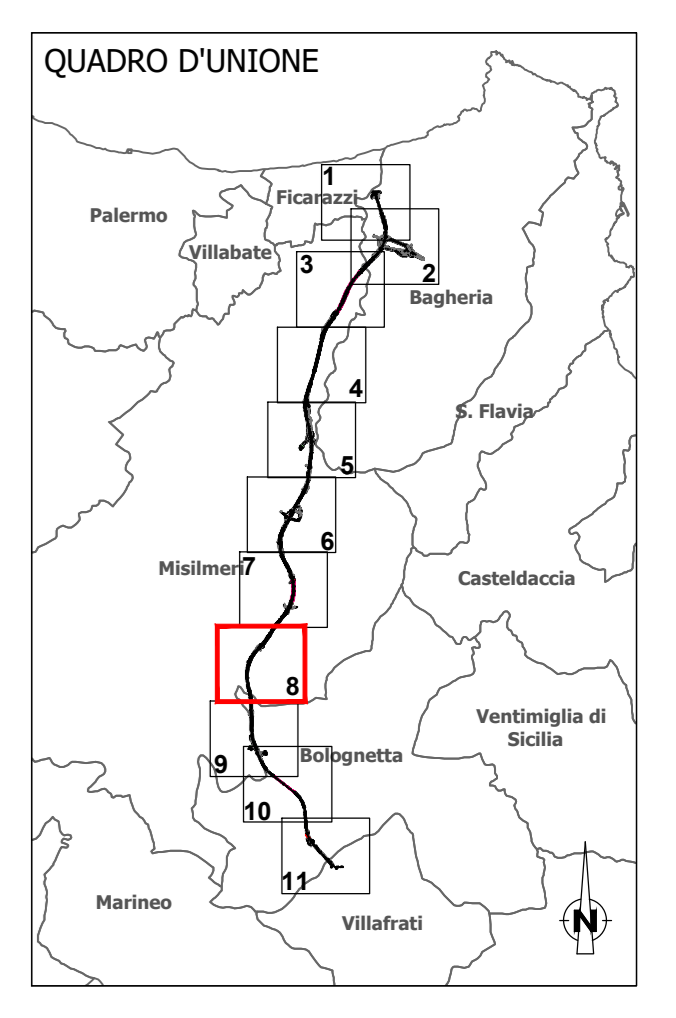 QUADRO D'UNIONE
1
Ficarazzi
Palermo
Villabate
3
2
Bagheria
4
S. Flavia
5
6
Misilmeri
7
Casteldaccia
8
Ventimiglia di
Sicilia
Bolognetta
9
10
11
Marineo
Villafrati
N